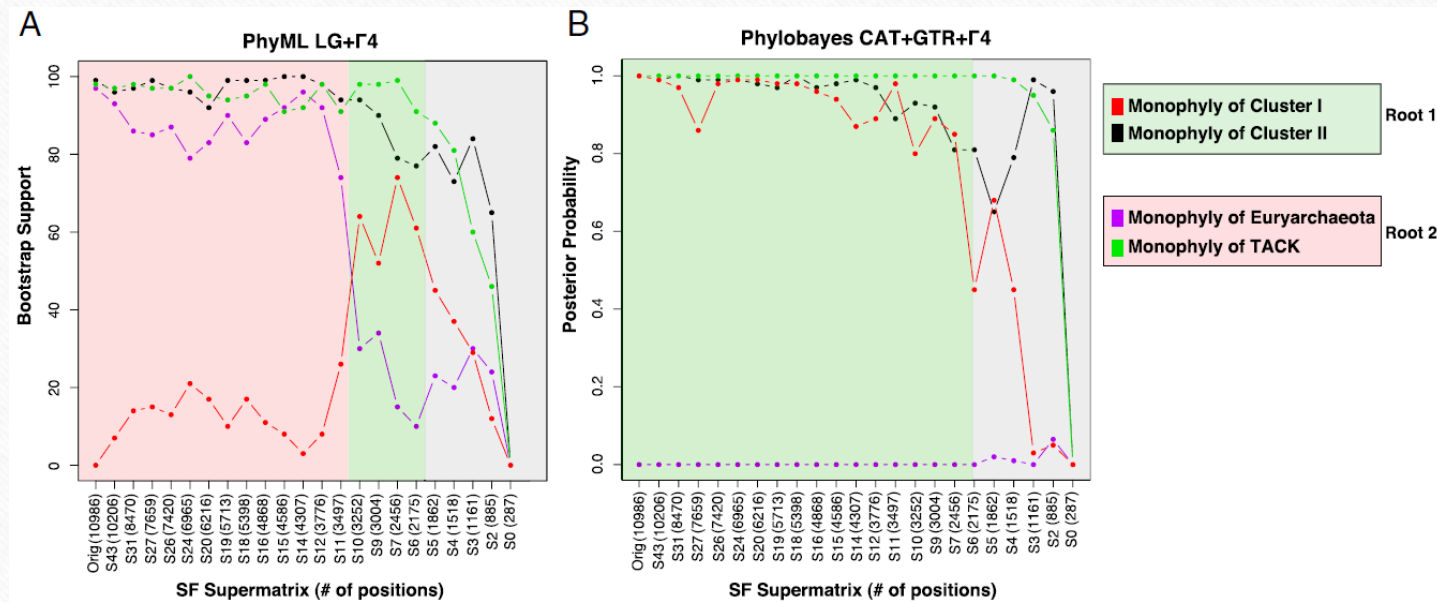 A
PhyML LG+Γ4
Bootstrap Support
100
80
60
40
20
0
Orig (10986)
S43 (10206)
S31 (8470)
S27 (7659)
S26 (7420)
S24 (6965)
S20 (6216)
S19 (5713)
S18 (5398)
S16 (4868)
S15 (4586)
S14 (4307)
S12 (3776)
S11 (3497)
S10 (3252)
S9 (3004)
S7 (2456)
S6 (2175)
S5 (1862)
S4 (1518)
S3 (1161)
S2 (885)
S0 (287)
SF Supermatrix (# of positions)
B
Phylobayes CAT+GTR+Γ4
Posterior Probability
1.0
0.8
0.6
0.4
0.2
0.0
Orig (10986)
S43 (10206)
S31 (8470)
S27 (7659)
S26 (7420)
S24 (6965)
S20 (6216)
S19 (5713)
S18 (5398)
S16 (4868)
S15 (4586)
S14 (4307)
S12 (3776)
S11 (3497)
S10 (3252)
S9 (3004)
S7 (2456)
S6 (2175)
S5 (1862)
S4 (1518)
S3 (1161)
S2 (885)
S0 (287)
SF Supermatrix (# of positions)
Monophyly of Cluster I
Monophyly of Cluster II
Root 1
Monophyly of Euryarchaeota
Monophyly of TACK
Root 2